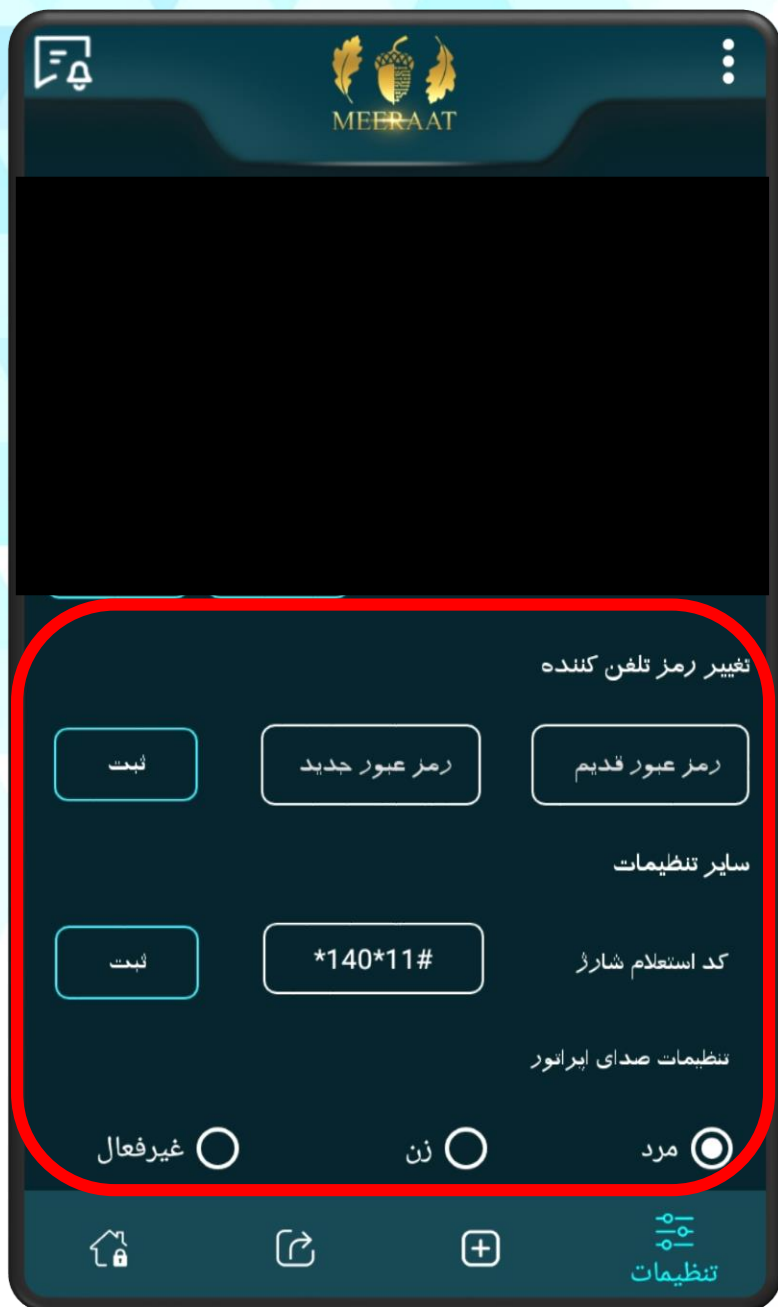 MEERAAT
تغییر رمز تلفن کننده
رمز عبور قدیم
رمز عبور جدید
ثبت
سایر تنظیمات
کد استعلام شارژ
*140*11#
ثبت
تنظیمات صدای اپراتور
مرد
زن
غیرفعال
تنظیمات